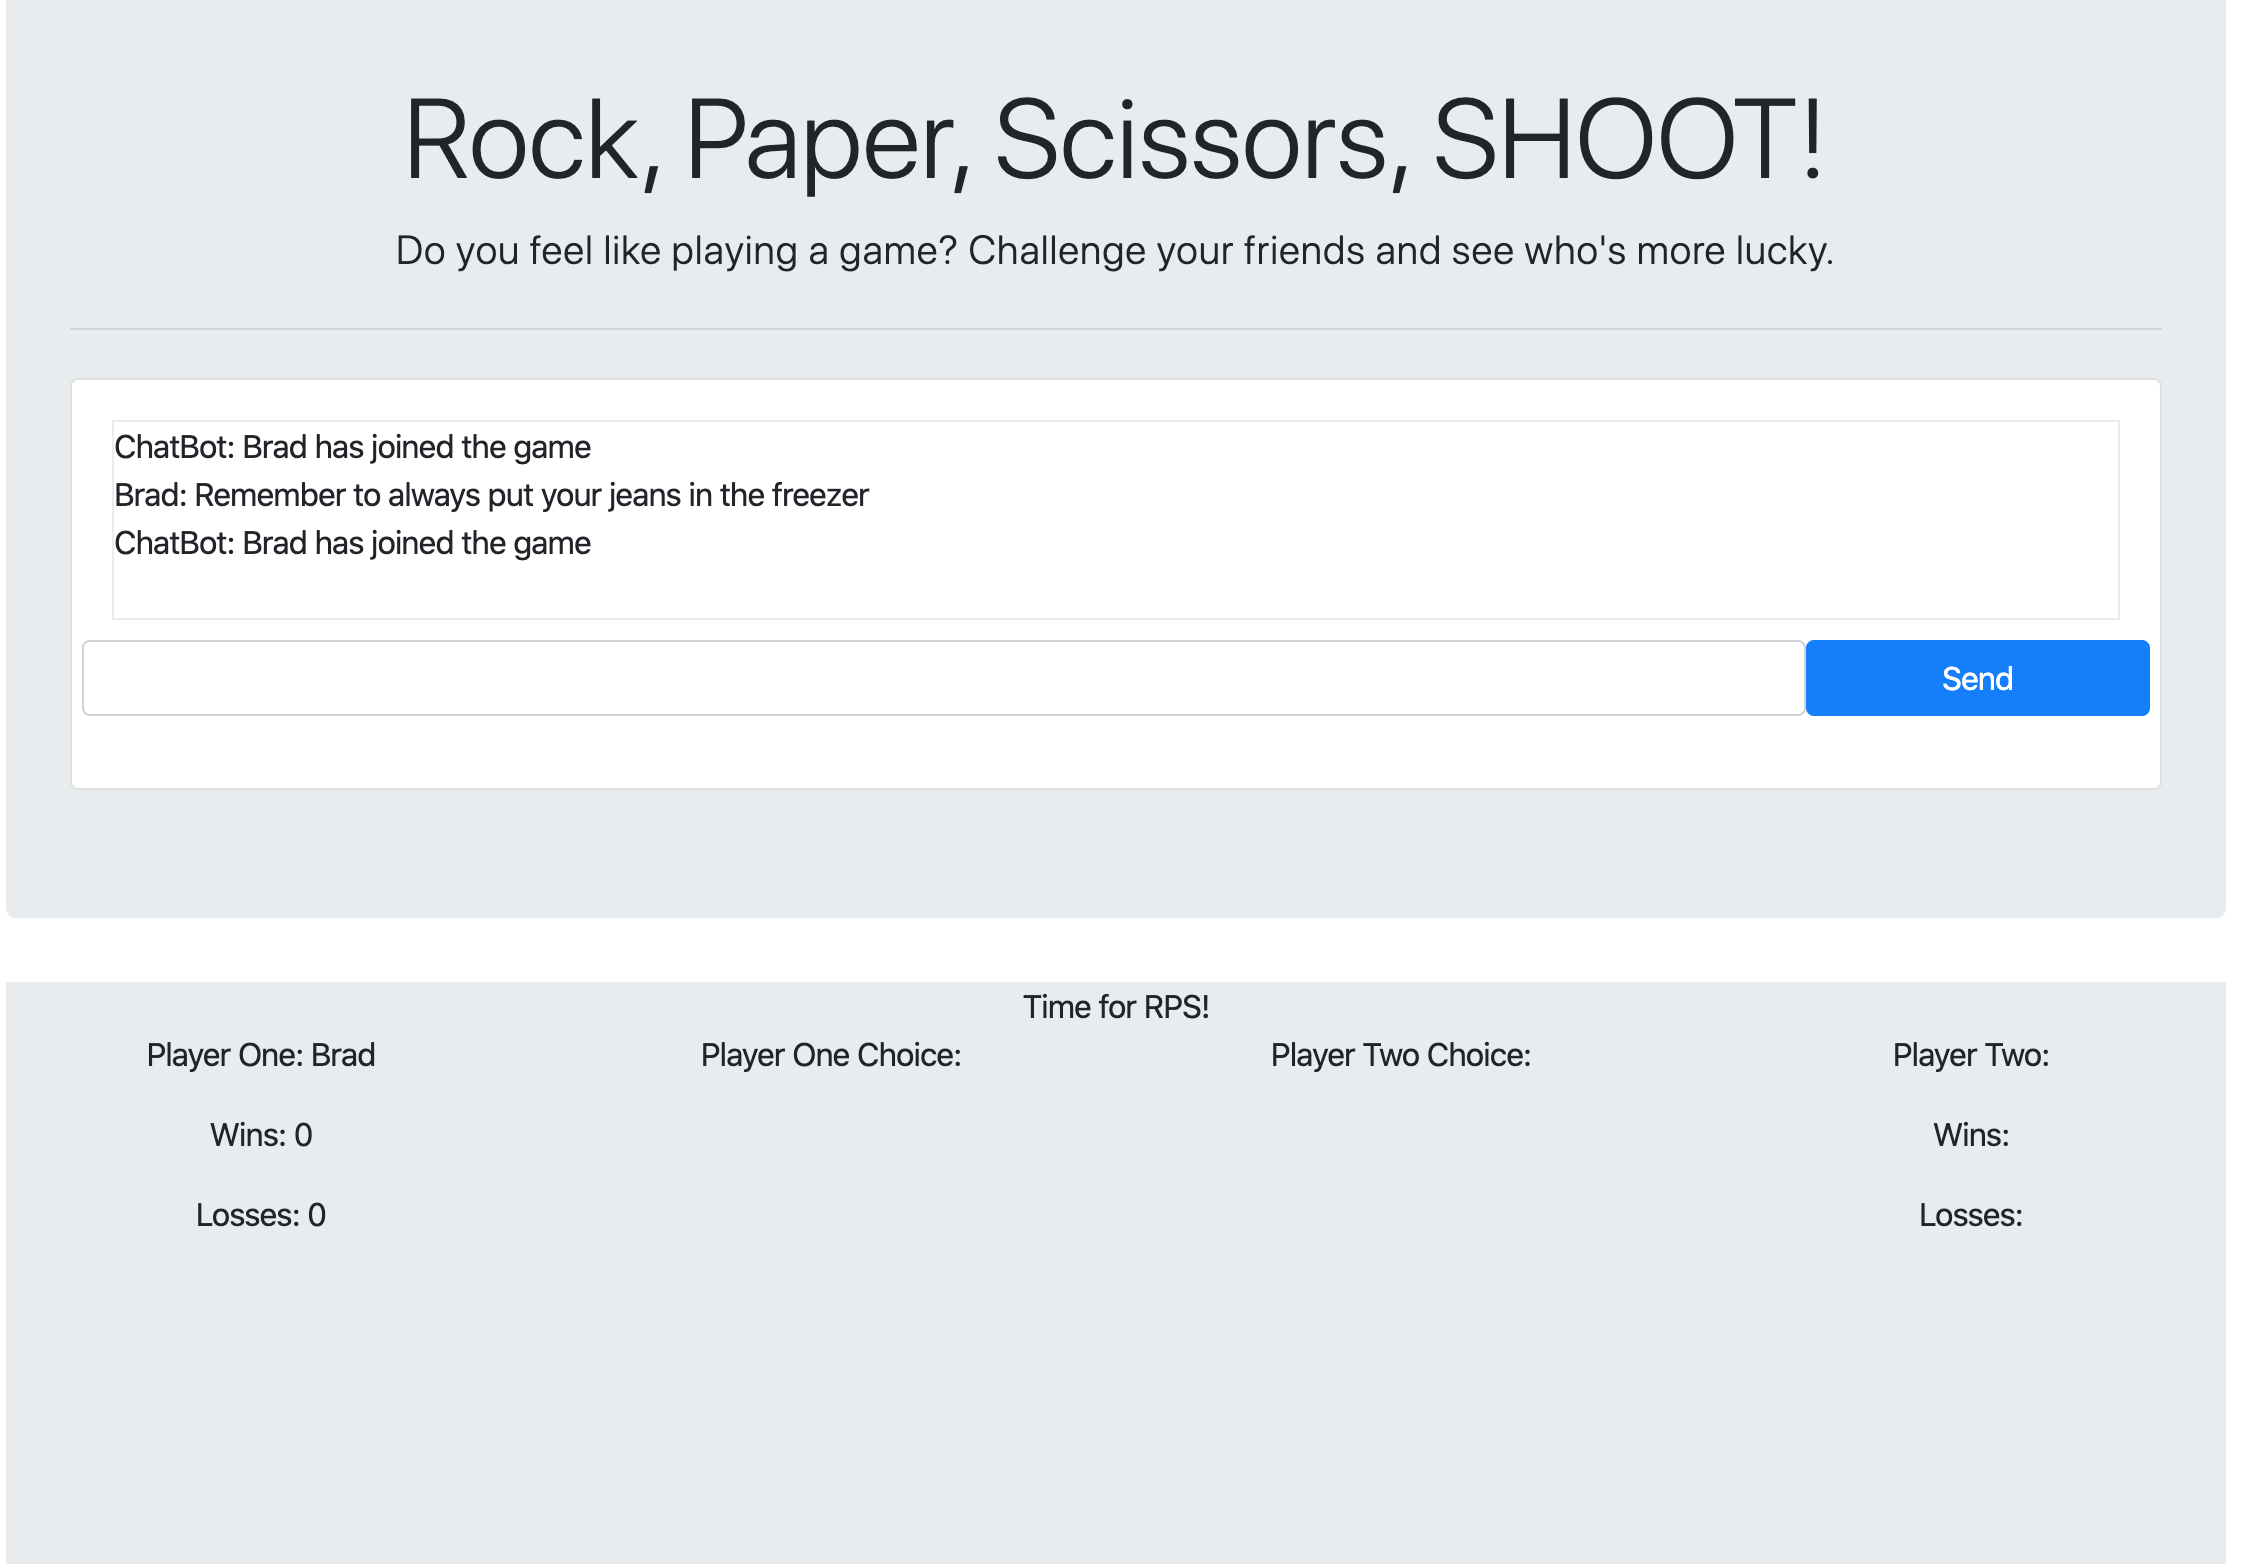 Rock, Paper, Scissors, SHOOT!
Do you feel like playing a game? Challenge your friends and see who's more lucky.
ChatBot: Brad has joined the game
Brad: Remember to always put your jeans in the freezer
ChatBot: Brad has joined the game
Send
Time for RPS!
Player One: Brad
Wins: 0
Losses: 0
Player One Choice:
Player Two Choice:
Player Two:
Wins:
Losses: